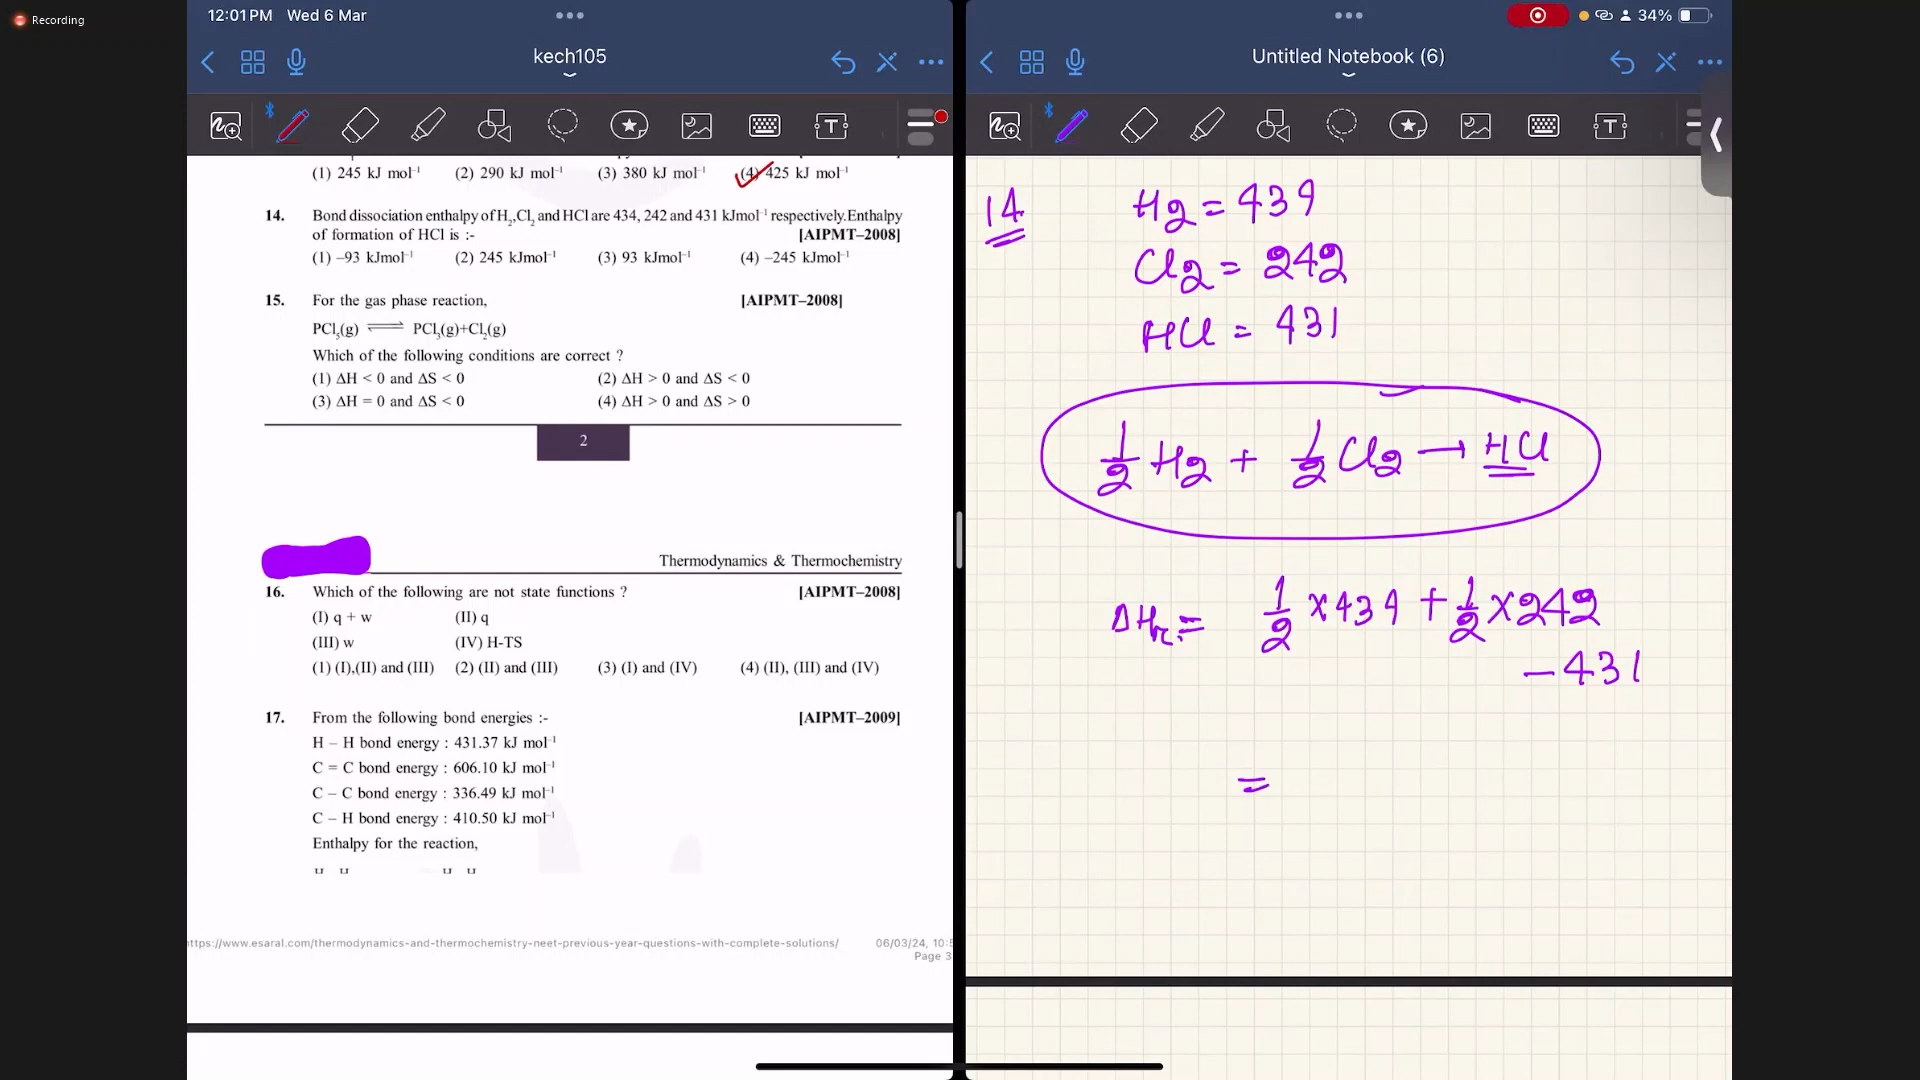 Recording
12:01PM Wed 6 Mar
34%
kech105
Untitled Notebook (6)
(1) 245 kJ mol⁻¹ (2) 290 kJ mol⁻¹ (3) 380 kJ mol⁻¹ (4) 425 kJ mol⁻¹
14. Bond dissociation enthalpy of H₂,Cl₂ and HCl are 434, 242 and 431 kJmol⁻¹ respectively.Enthalpy
of formation of HCl is :- [AIPMT–2008]
(1) –93 kJmol⁻¹ (2) 245 kJmol⁻¹ (3) 93 kJmol⁻¹ (4) –245 kJmol⁻¹
15. For the gas phase reaction, [AIPMT–2008]
PCl₅(g) ⇌ PCl₃(g)+Cl₂(g)
Which of the following conditions are correct ?
(1) ΔH < 0 and ΔS < 0 (2) ΔH > 0 and ΔS < 0
(3) ΔH = 0 and ΔS < 0 (4) ΔH > 0 and ΔS > 0
2
Thermodynamics & Thermochemistry
16. Which of the following are not state functions ? [AIPMT–2008]
(I) q + w (II) q
(III) w (IV) H-TS
(1) (I),(II) and (III) (2) (II) and (III) (3) (I) and (IV) (4) (II), (III) and (IV)
17. From the following bond energies :- [AIPMT–2009]
H – H bond energy : 431.37 kJ mol⁻¹
C = C bond energy : 606.10 kJ mol⁻¹
C – C bond energy : 336.49 kJ mol⁻¹
C – H bond energy : 410.50 kJ mol⁻¹
Enthalpy for the reaction,
H H H H
ttps://www.esaral.com/thermodynamics-and-thermochemistry-neet-previous-year-questions-with-complete-solutions/ 06/03/24, 10:5
Page 3
14 H2 = 434
Cl2 = 242
HCl = 431
1/2 H2 + 1/2 Cl2 → HCl
ΔHr = 1/2 × 434 + 1/2 × 242
– 431
=